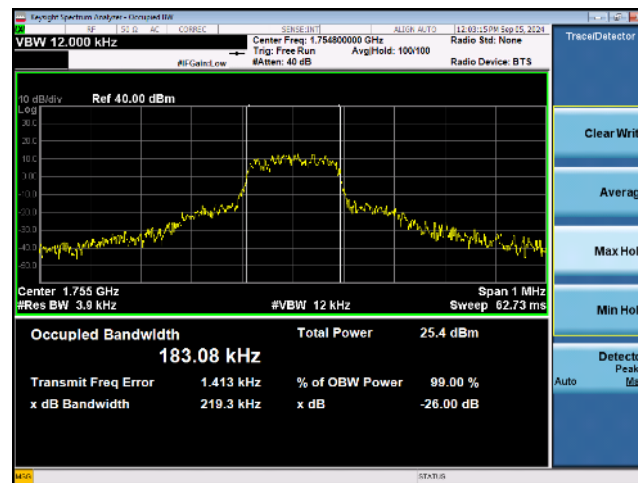 Keysight Spectrum Analyzer - Occupied BW
RF 50 Ω AC CORREC SENSE:INT ALIGN AUTO 12:03:15 PM Sep 05, 2024
VBW 12.000 kHz
Center Freq: 1.754800000 GHz
Radio Std: None
Trig: Free Run Avg|Hold: 100/100
#IFGain:Low #Atten: 40 dB Radio Device: BTS
Trace/Detector
10 dB/div Ref 40.00 dBm
Log
30.0
20.0
10.0
0.00
-10.0
-20.0
-30.0
-40.0
-50.0
Center 1.755 GHz Span 1 MHz
#Res BW 3.9 kHz #VBW 12 kHz Sweep 62.73 ms
Occupied Bandwidth Total Power 25.4 dBm
183.08 kHz
Transmit Freq Error 1.413 kHz % of OBW Power 99.00 %
x dB Bandwidth 219.3 kHz x dB -26.00 dB
Clear Writ
Averag
Max Hol
Min Hol
Detecto
Peak
Auto Ma
MSG STATUS